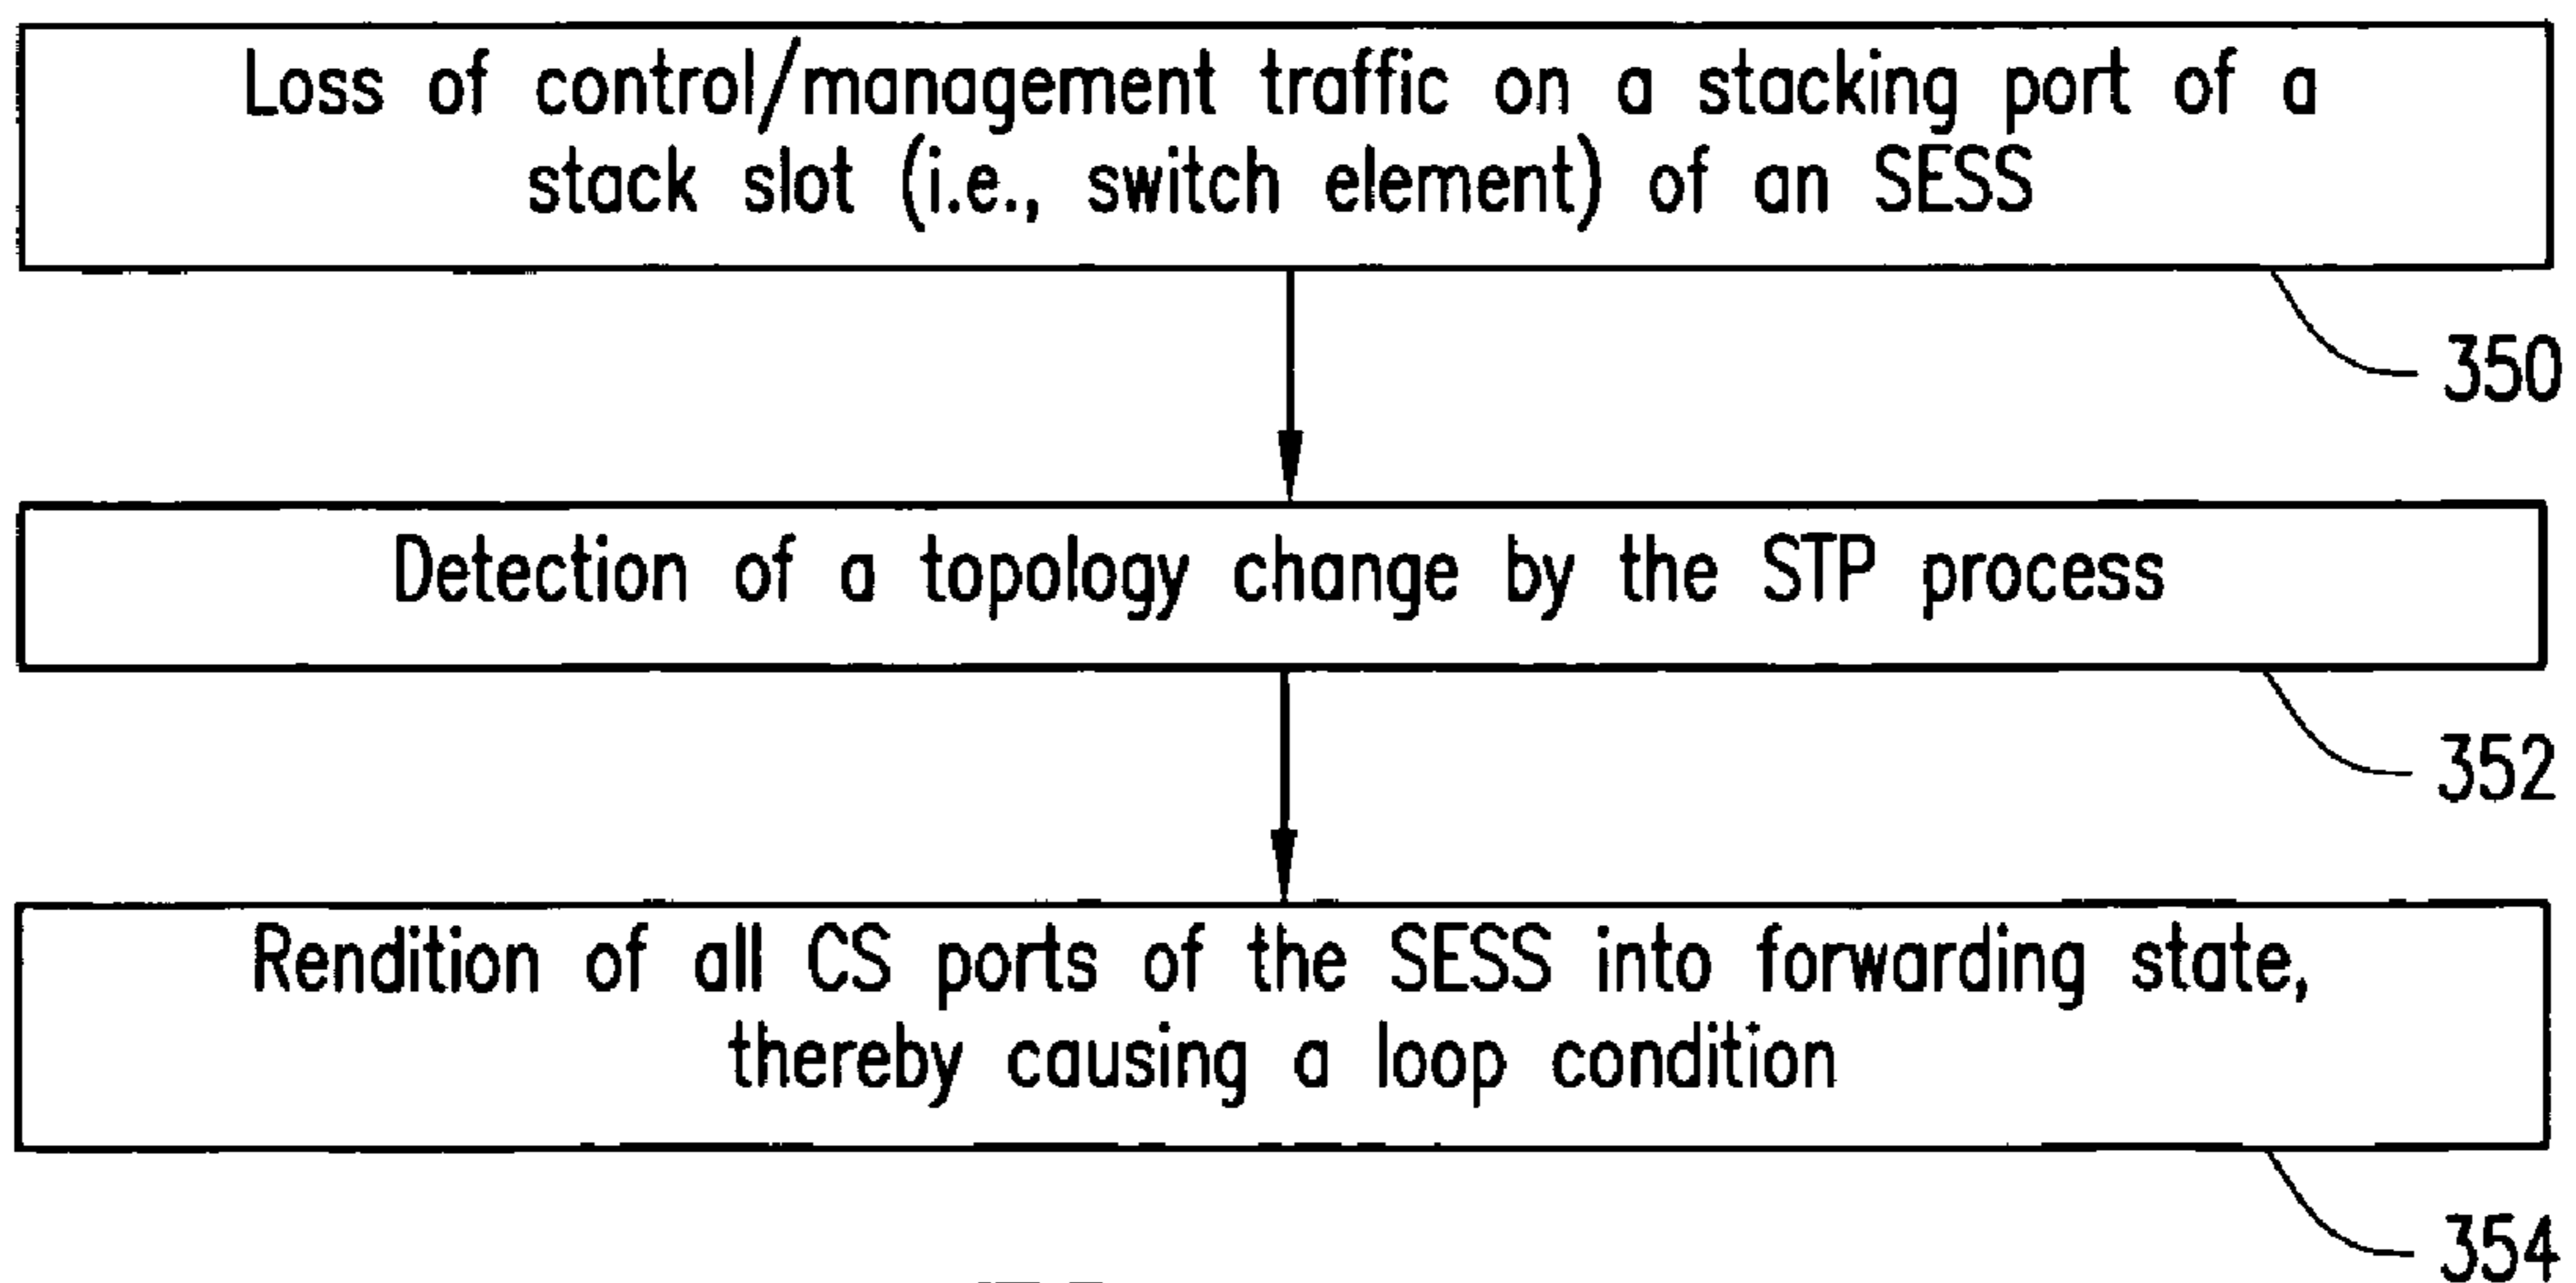 Loss of control/management traffic on a stacking port of a
stack slot (i.e., switch element) of an SESS
350
Detection of a topology change by the STP process
352
Rendition of all CS ports of the SESS into forwarding state,
thereby causing a loop condition
354